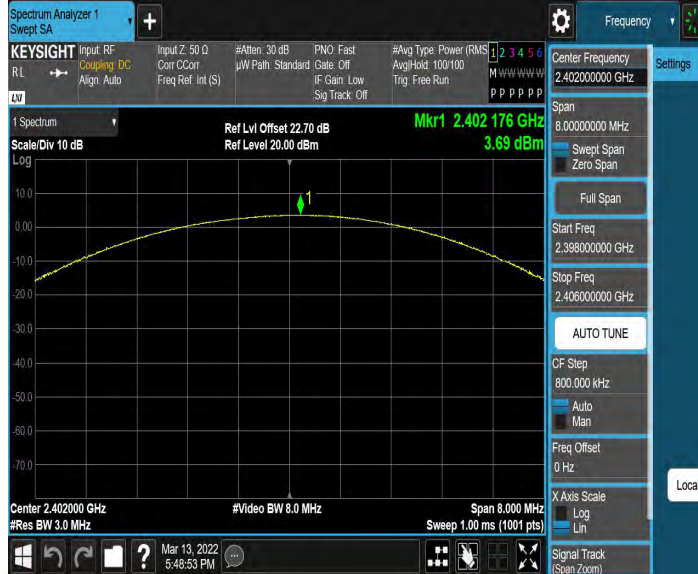 Spectrum Analyzer 1
Swept SA
+
Frequency
KEYSIGHT
RL
LXI
Input: RF
Coupling: DC
Align: Auto
Input Z: 50 Ω
Corr CCorr
Freq Ref: Int (S)
#Atten: 30 dB
µW Path: Standard
PNO: Fast
Gate: Off
IF Gain: Low
Sig Track: Off
#Avg Type: Power (RMS
Avg|Hold: 100/100
Trig: Free Run
1 2 3 4 5 6
M W W W W W
P P P P P P
1 Spectrum
Scale/Div 10 dB
Log
Ref Lvl Offset 22.70 dB
Ref Level 20.00 dBm
Mkr1 2.402 176 GHz
3.69 dBm
1
10.0
0.00
-10.0
-20.0
-30.0
-40.0
-50.0
-60.0
-70.0
Center 2.402000 GHz
#Res BW 3.0 MHz
#Video BW 8.0 MHz
Span 8.000 MHz
Sweep 1.00 ms (1001 pts)
?
Mar 13, 2022
5:48:53 PM
Center Frequency
2.402000000 GHz
Settings
Span
8.00000000 MHz
Swept Span
Zero Span
Full Span
Start Freq
2.398000000 GHz
Stop Freq
2.406000000 GHz
AUTO TUNE
CF Step
800.000 kHz
Auto
Man
Freq Offset
0 Hz
X Axis Scale
Log
Lin
Loca
Signal Track
(Span Zoom)